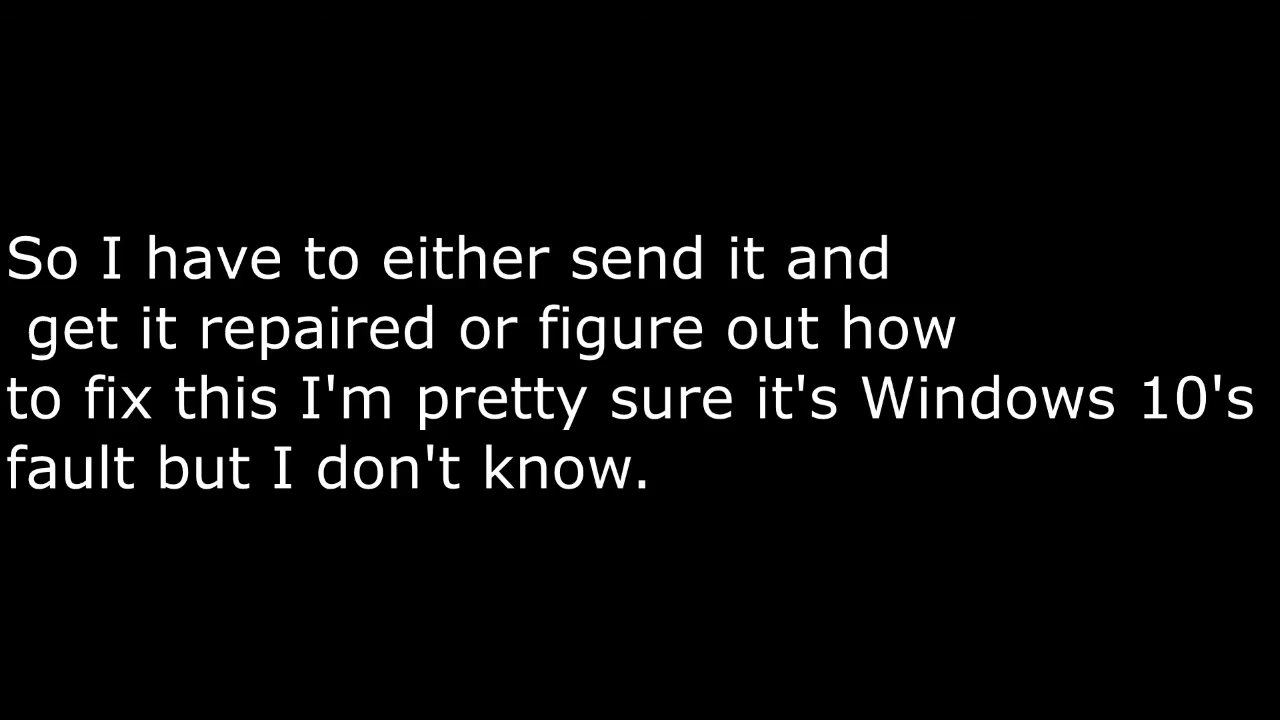 So I have to either send it and
get it repaired or figure out how
to fix this I'm pretty sure it's Windows 10's
fault but I don't know.